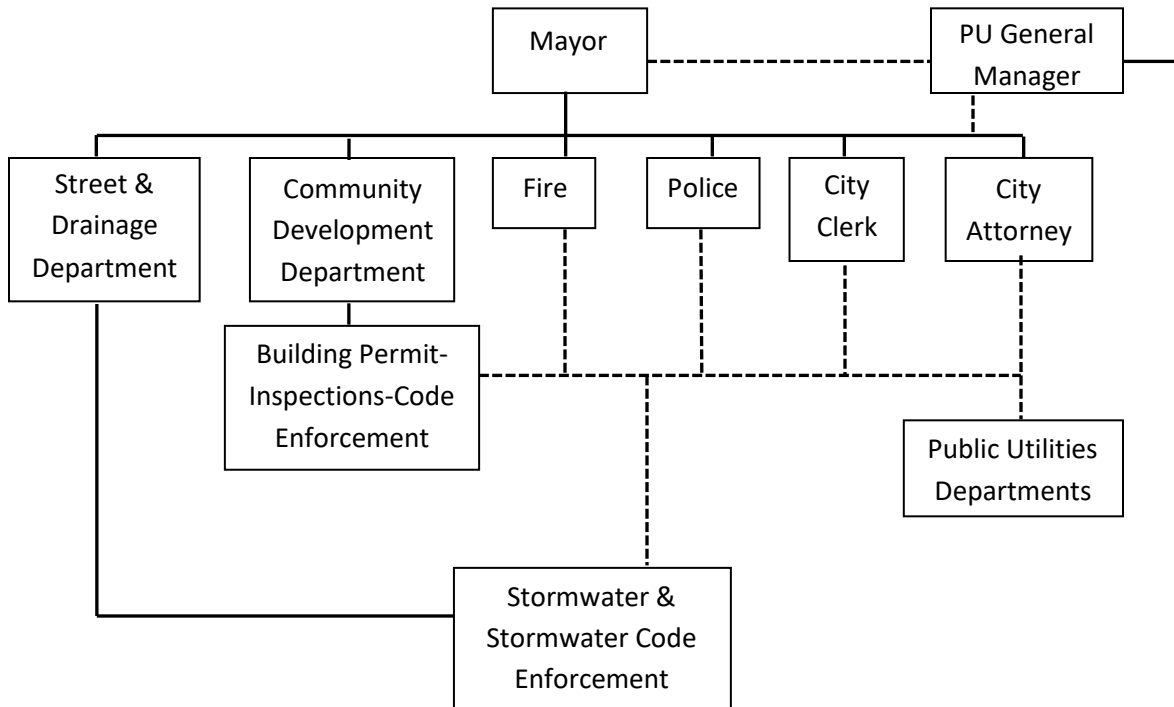 Mayor
PU General
Manager
Street &
Drainage
Department
Community
Development
Department
Fire
Police
City
Clerk
City
Attorney
Building Permit-
Inspections-Code
Enforcement
Public Utilities
Departments
Stormwater &
Stormwater Code
Enforcement